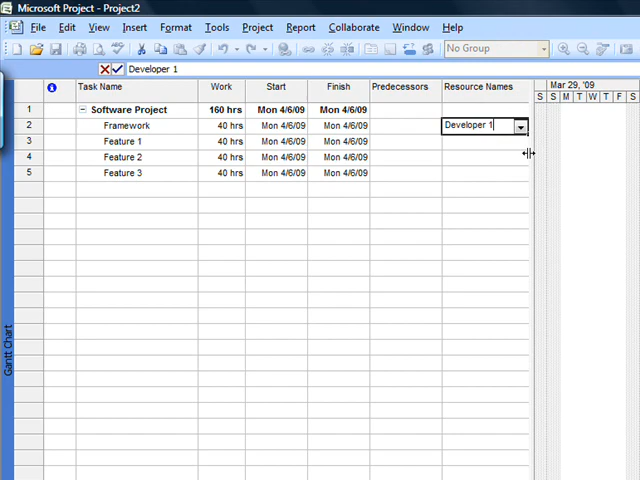 Microsoft Project - Project2
File Edit View Insert Format Tools Project Report Collaborate Window Help
No Group
Developer 1
Task Name Work Start Finish Predecessors Resource Names Mar 29, '09
S S M T W T F S
1 Software Project 160 hrs Mon 4/6/09 Mon 4/6/09
2 Framework 40 hrs Mon 4/6/09 Mon 4/6/09 Developer 1
3 Feature 1 40 hrs Mon 4/6/09 Mon 4/6/09
4 Feature 2 40 hrs Mon 4/6/09 Mon 4/6/09
5 Feature 3 40 hrs Mon 4/6/09 Mon 4/6/09
Gantt Chart